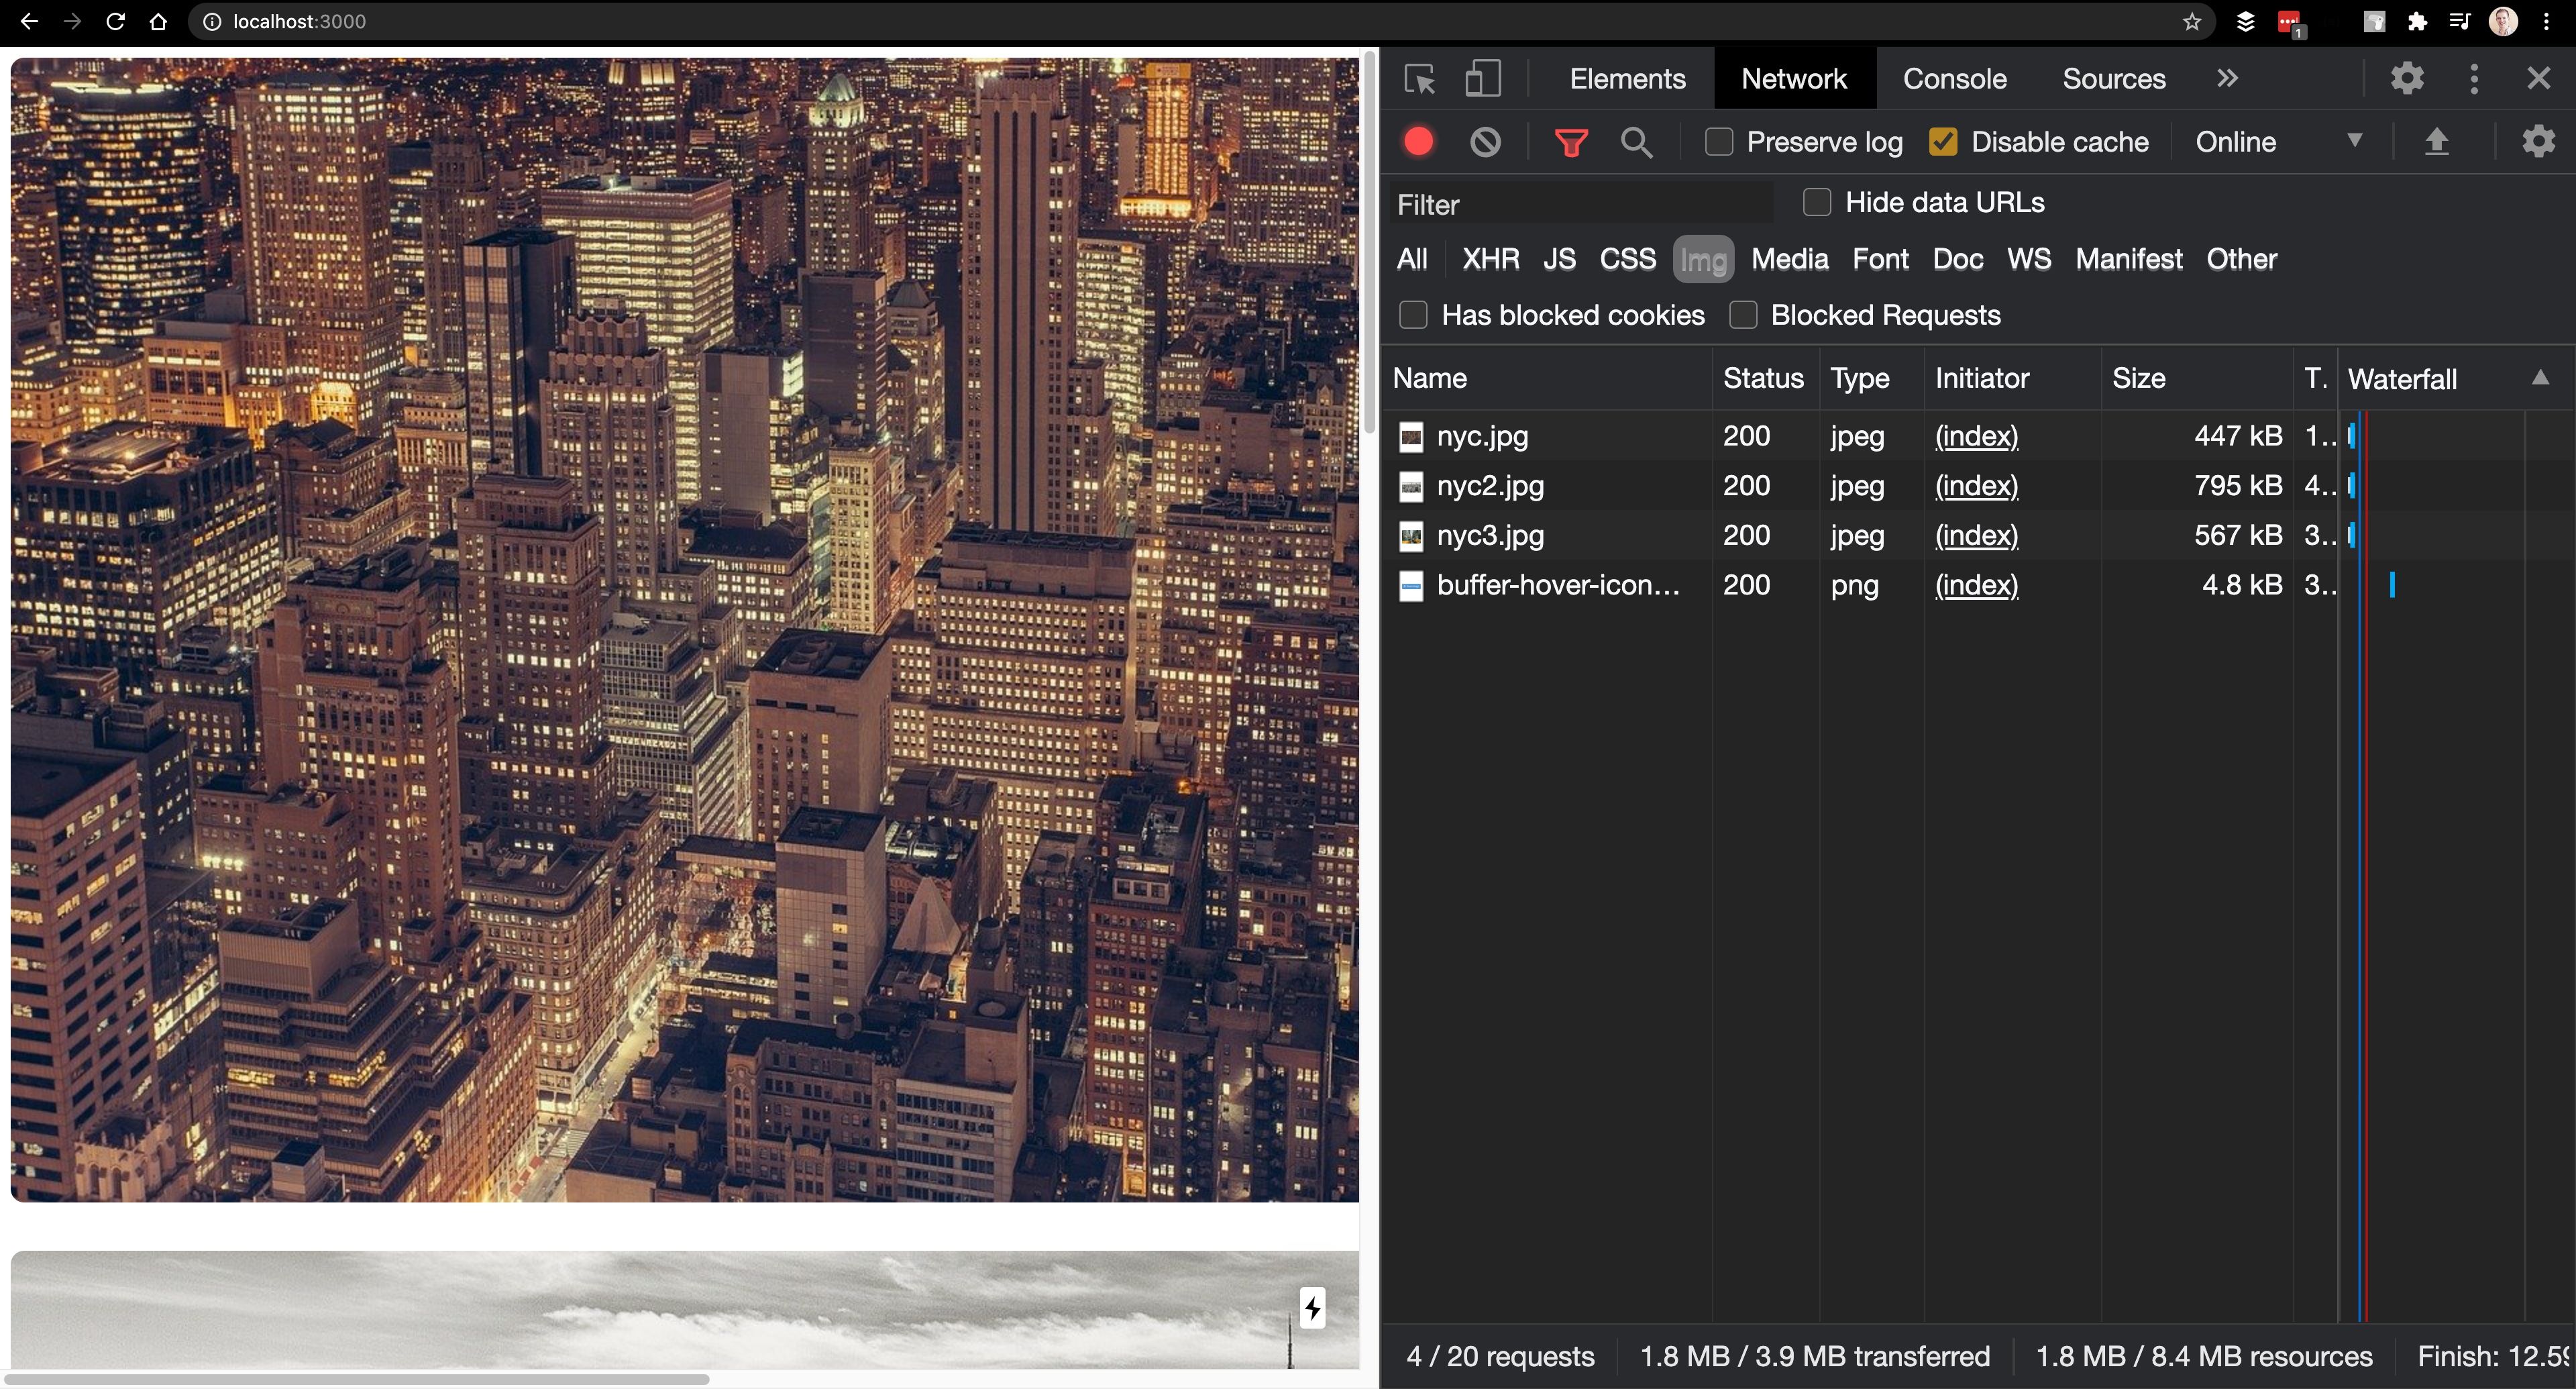 localhost:3000
1
Elements Network Console Sources
Preserve log Disable cache Online
Filter Hide data URLs
All XHR JS CSS Img Media Font Doc WS Manifest Other
Has blocked cookies Blocked Requests
Name Status Type Initiator Size T. Waterfall
nyc.jpg 200 jpeg (index) 447 kB 1..
nyc2.jpg 200 jpeg (index) 795 kB 4..
nyc3.jpg 200 jpeg (index) 567 kB 3..
buffer-hover-icon... 200 png (index) 4.8 kB 3..
4 / 20 requests 1.8 MB / 3.9 MB transferred 1.8 MB / 8.4 MB resources Finish: 12.59